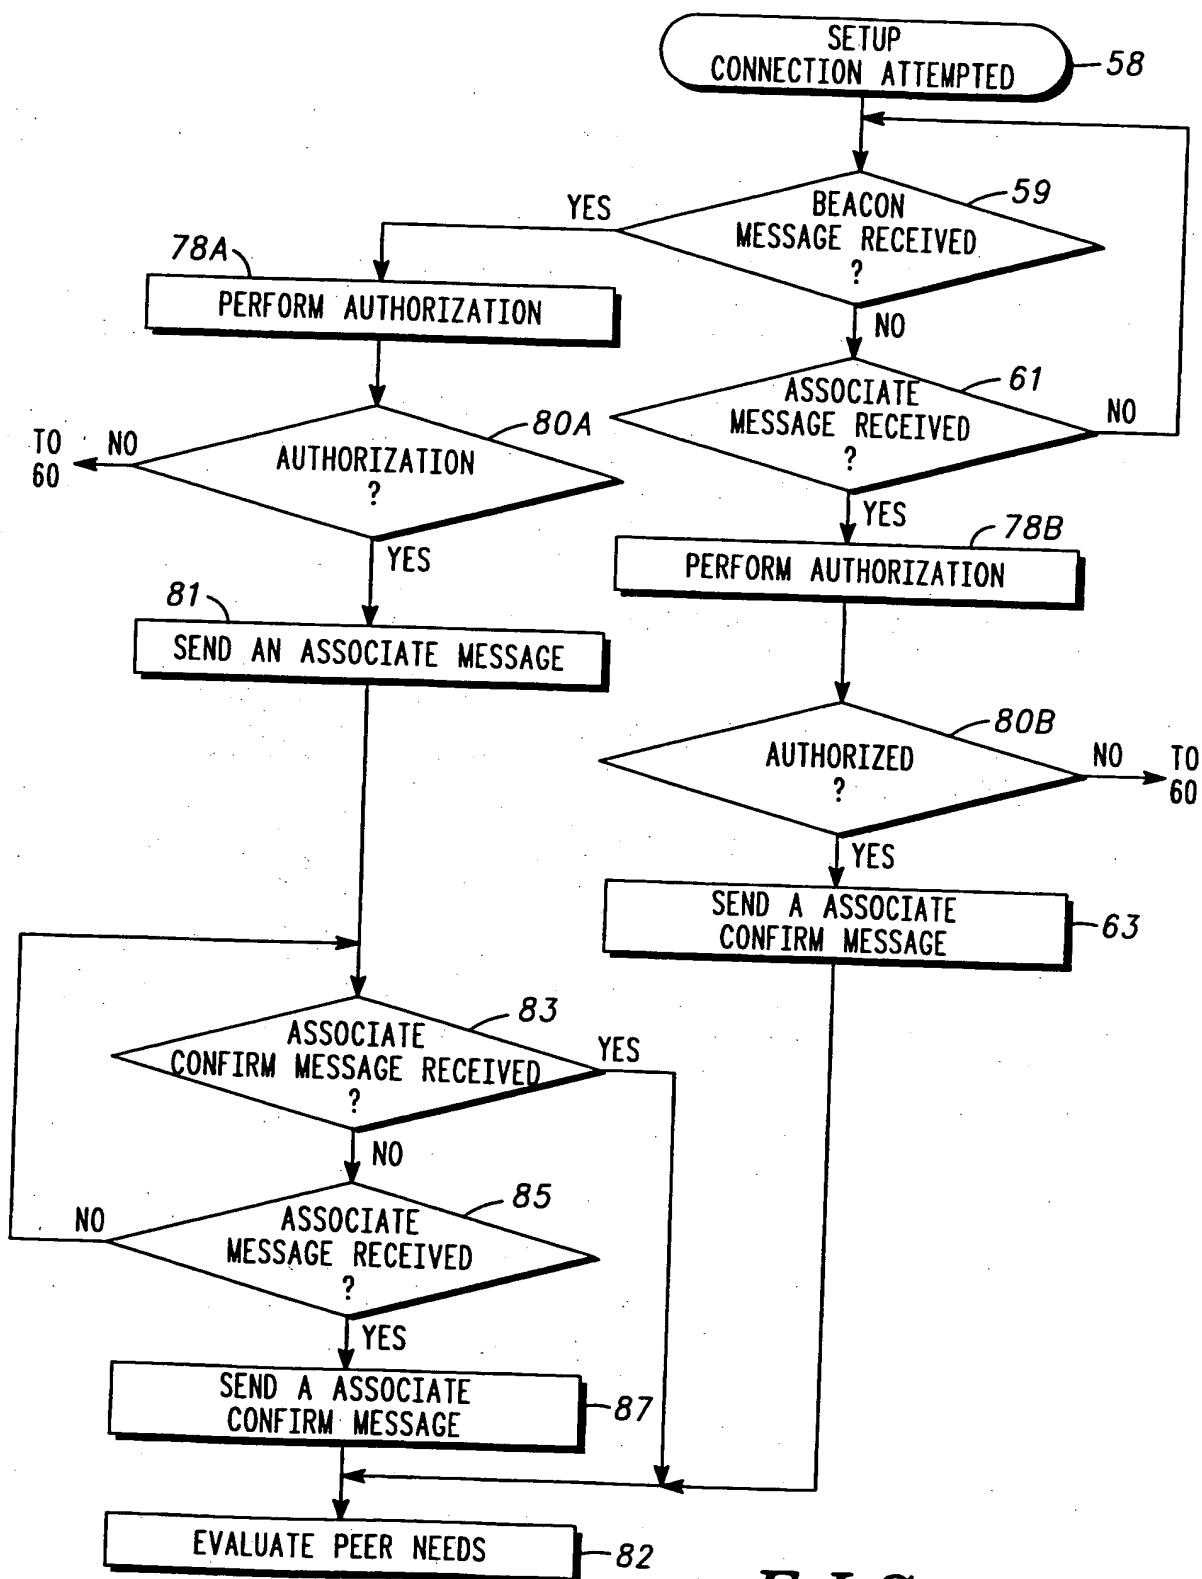 SETUP
CONNECTION ATTEMPTED
58
BEACON
MESSAGE RECEIVED
?
59
YES
NO
78A
PERFORM AUTHORIZATION
ASSOCIATE
MESSAGE RECEIVED
?
61
NO
YES
80A
AUTHORIZATION
?
NO
TO
60
YES
78B
PERFORM AUTHORIZATION
81
SEND AN ASSOCIATE MESSAGE
80B
AUTHORIZED
?
NO
TO
60
YES
SEND A ASSOCIATE
CONFIRM MESSAGE
63
83
ASSOCIATE
CONFIRM MESSAGE RECEIVED
?
YES
NO
85
ASSOCIATE
MESSAGE RECEIVED
?
NO
YES
SEND A ASSOCIATE
CONFIRM MESSAGE
87
EVALUATE PEER NEEDS
82